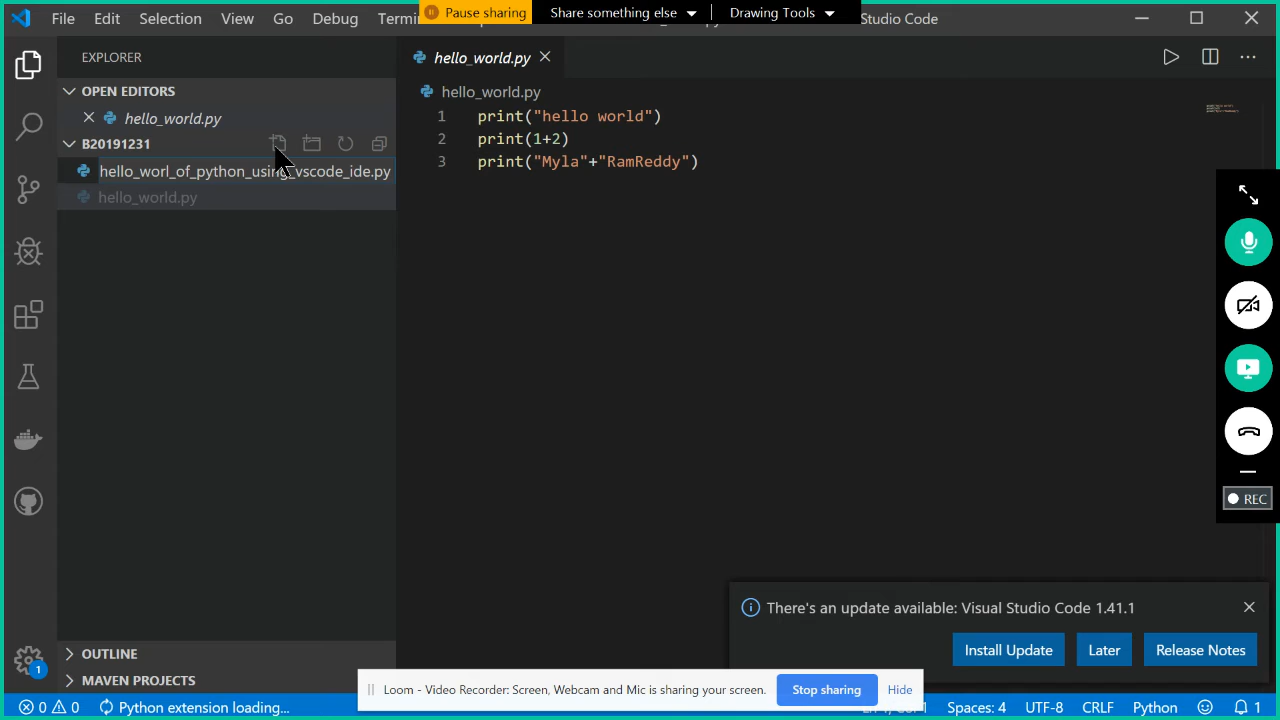 File Edit Selection View Go Debug Termin
Pause sharing
Share something else
Drawing Tools
Studio Code
EXPLORER
OPEN EDITORS
hello_world.py
B20191231
hello_worl_of_python_using_vscode_ide.py
hello_world.py
OUTLINE
MAVEN PROJECTS
hello_world.py
hello_world.py
1 print("hello world")
2 print(1+2)
3 print("Myla"+"RamReddy")
REC
There's an update available: Visual Studio Code 1.41.1
Install Update
Later
Release Notes
Loom - Video Recorder: Screen, Webcam and Mic is sharing your screen.
Stop sharing
Hide
1
0 0 Python extension loading...
Spaces: 4 UTF-8 CRLF Python 1